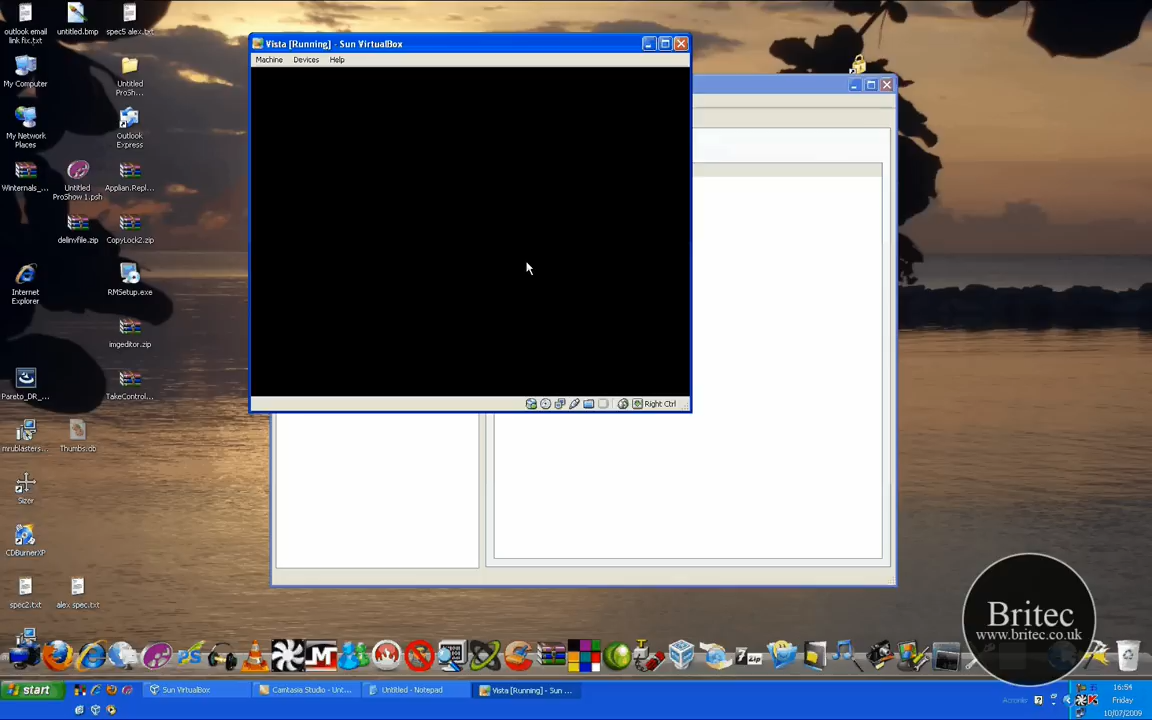 outlook email
link fix.txt
untitled.bmp
spec5 alex.txt
My Computer
Untitled
ProSh...
My Network
Places
Outlook
Express
Winternals_...
Untitled
ProShow 1.psh
Applian.Repl...
delinvfile.zip
CopyLock2.zip
Internet
Explorer
RMSetup.exe
imgeditor.zip
Pareto_DR_...
TakeControl...
mrublasters...
Thumbs.db
Sizer
CDBurnerXP
spec2.txt
alex spec.txt
Vista [Running] - Sun VirtualBox
Machine Devices Help
Right Ctrl
Britec
www.britec.co.uk
7zip
start
Sun VirtualBox
Camtasia Studio - Unt...
Untitled - Notepad
Vista [Running] - Sun ...
16:54
Friday
10/07/2009